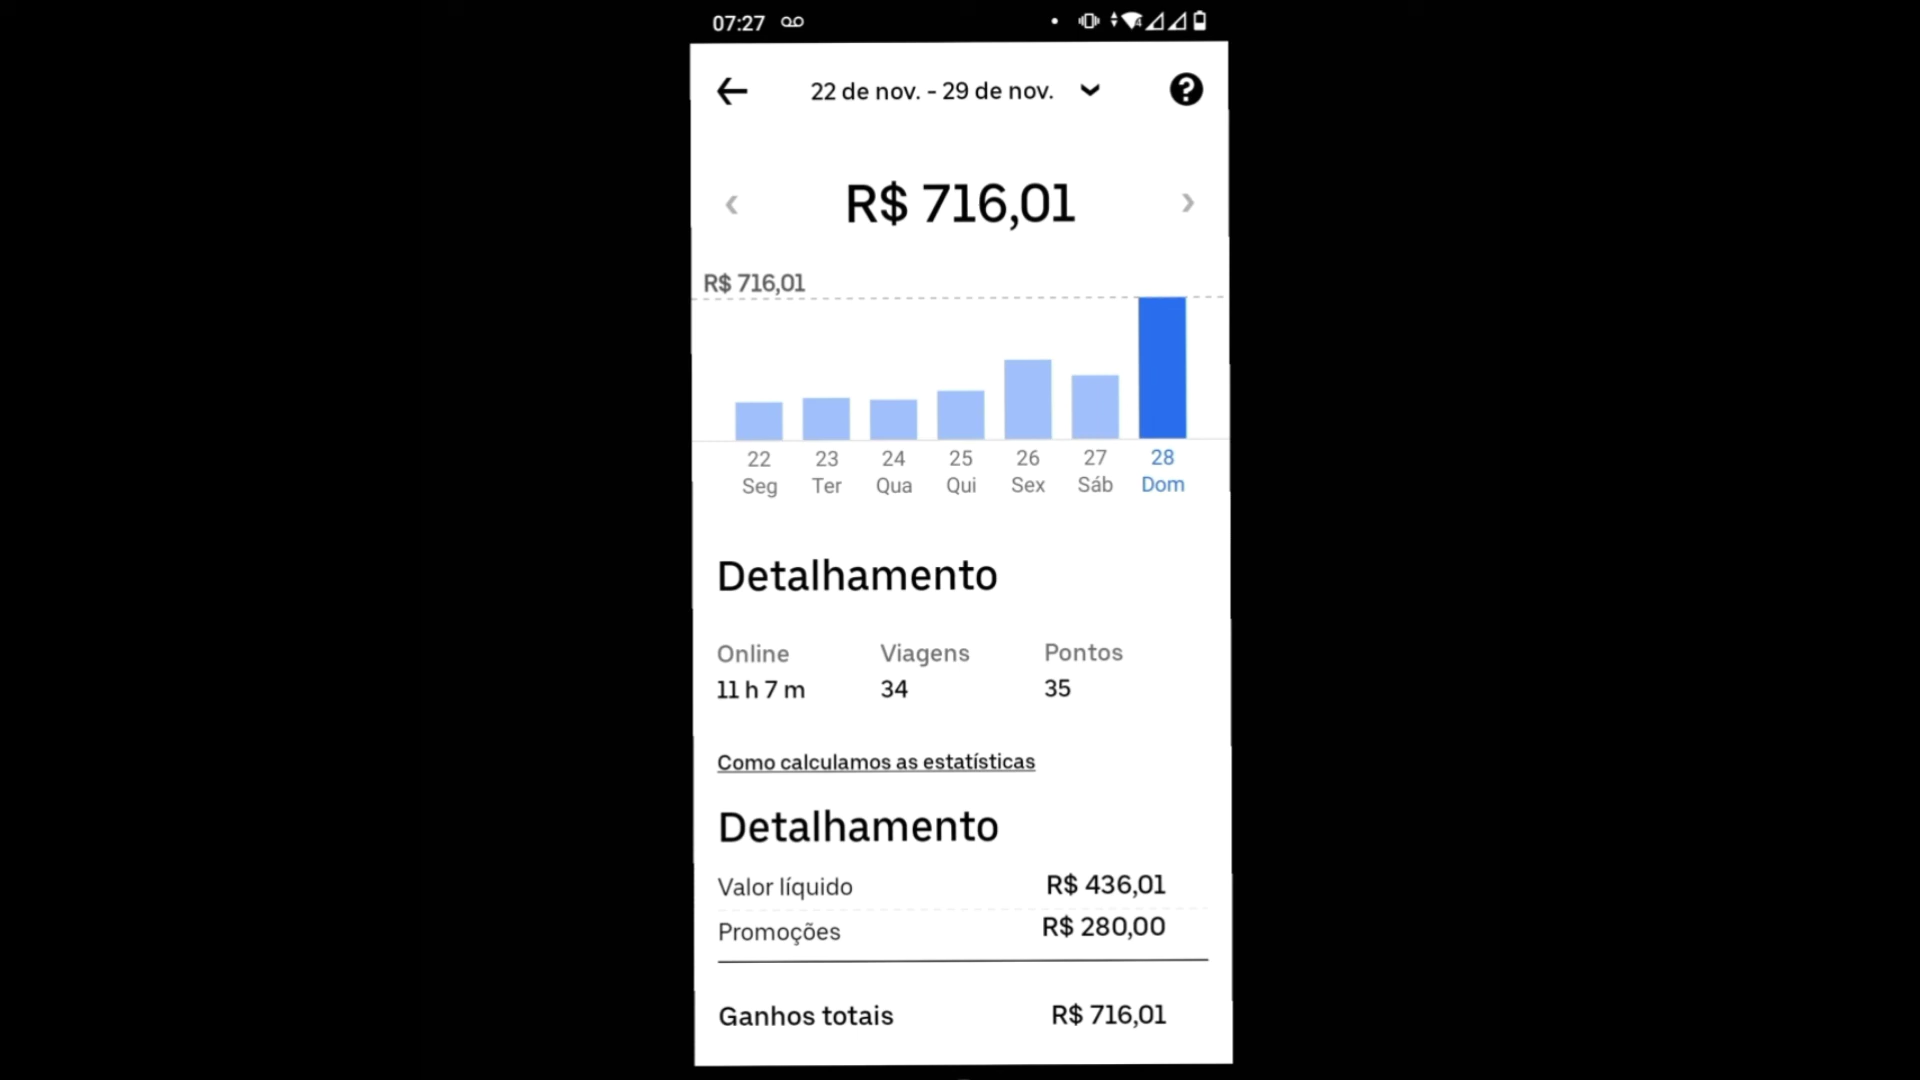 07:27
22 de nov. - 29 de nov.
R$ 716,01
R$ 716,01
22 23 24 25 26 27 28
Seg Ter Qua Qui Sex Sáb Dom
Detalhamento
Online Viagens Pontos
11 h 7 m 34 35
Como calculamos as estatísticas
Detalhamento
Valor líquido R$ 436,01
Promoções R$ 280,00
Ganhos totais R$ 716,01